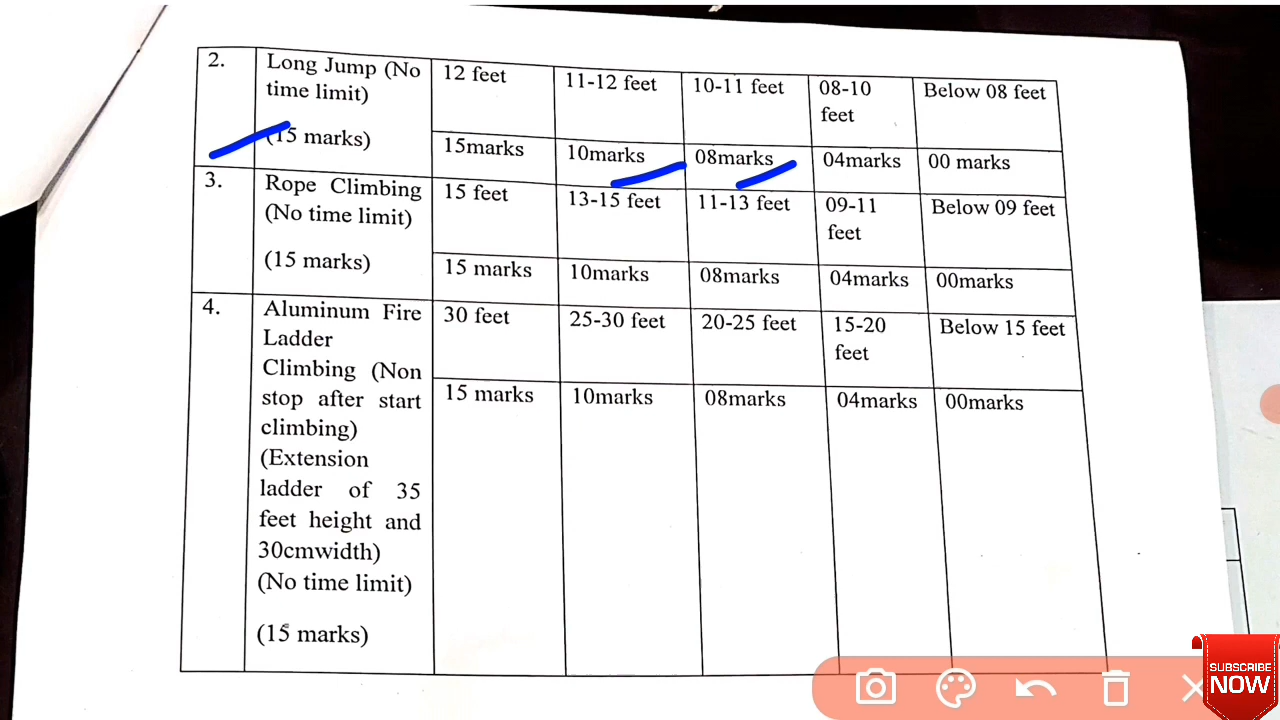 2.
Long Jump (No
time limit)
(15 marks)
12 feet
11-12 feet
10-11 feet
08-10
feet
Below 08 feet
15marks
10marks
08marks
04marks
00 marks
3.
Rope Climbing
(No time limit)
(15 marks)
15 feet
13-15 feet
11-13 feet
09-11
feet
Below 09 feet
15 marks
10marks
08marks
04marks
00marks
4.
Aluminum Fire
Ladder
Climbing (Non
stop after start
climbing)
(Extension
ladder of 35
feet height and
30cmwidth)
(No time limit)
(15 marks)
30 feet
25-30 feet
20-25 feet
15-20
feet
Below 15 feet
15 marks
10marks
08marks
04marks
00marks
SUBSCRIBE
NOW